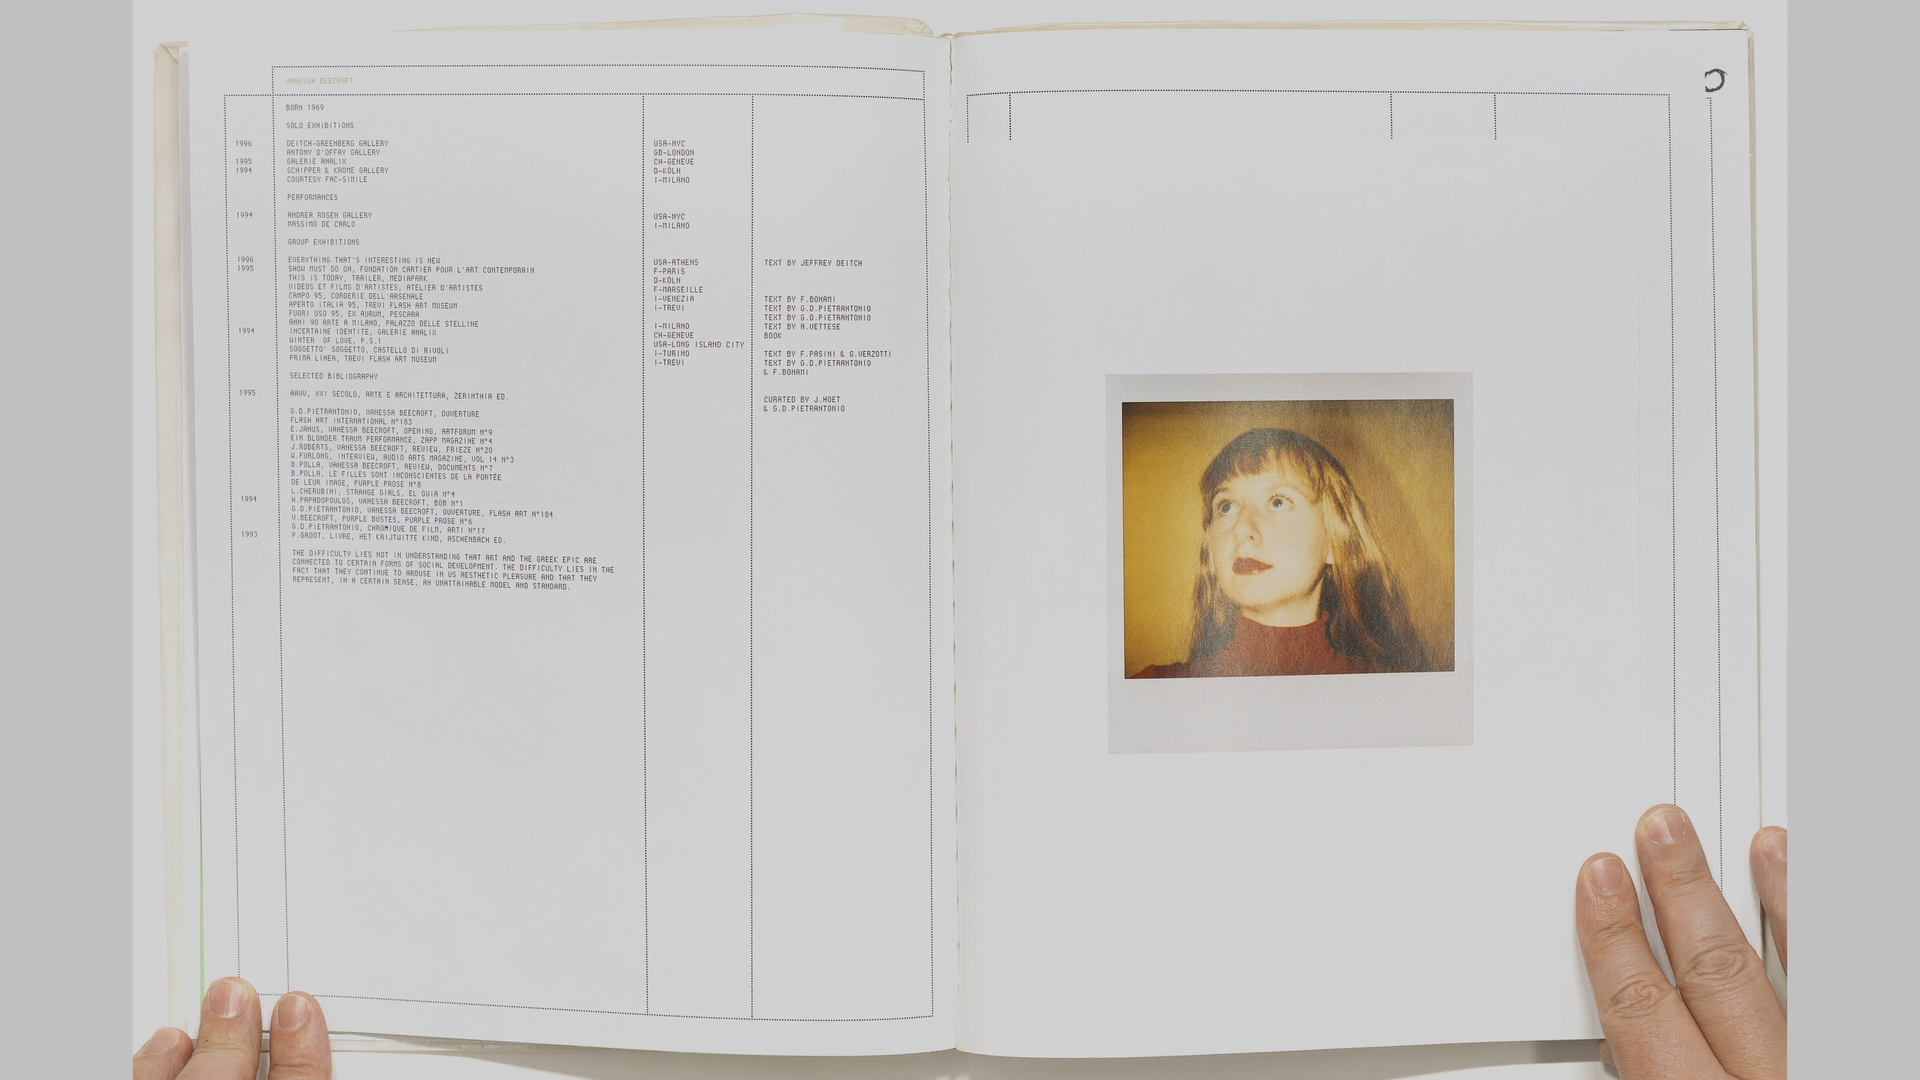 VANESSA BEECROFT
BORN 1969
SOLO EXHIBITIONS
1996 DEITCH-GREENBERG GALLERY USA-NYC
ANTONY D'OFFAY GALLERY GB-LONDON
1995 GALERIE ANALIX CH-GENEVE
1994 SCHIPPER & KROME GALLERY D-KÖLN
COURTESY FAC-SIMILE I-MILANO
PERFORMANCES
1994 ANDREA ROSEN GALLERY USA-NYC
MASSIMO DE CARLO I-MILANO
GROUP EXHIBITIONS
1996 EVERYTHING THAT'S INTERESTING IS NEW USA-ATHENS TEXT BY JEFFREY DEITCH
1995 SHOW MUST GO ON, FONDATION CARTIER POUR L'ART CONTEMPORAIN F-PARIS
THIS IS TODAY, TRAILER, MEDIAPARK D-KÖLN
VIDEOS ET FILMS D'ARTISTES, ATELIER D'ARTISTES F-MARSEILLE
CAMPO 95, CORDERIE DELL'ARSENALE I-VENEZIA TEXT BY F.BONAMI
APERTO ITALIA 95, TREVI FLASH ART MUSEUM I-TREVI TEXT BY G.D.PIETRANTONIO
FUORI USO 95, EX AURUM, PESCARA TEXT BY G.D.PIETRANTONIO
ANNI 90 ARTE A MILANO, PALAZZO DELLE STELLINE I-MILANO TEXT BY A.VETTESE
1994 INCERTAINE IDENTITE, GALERIE ANALIX CH-GENEVE BOOK
WINTER OF LOVE, P.S.1 USA-LONG ISLAND CITY
SOGGETTO' SOGGETTO, CASTELLO DI RIVOLI I-TURINO TEXT BY F.PASINI & G.VERZOTTI
PRIMA LINEA, TREVI FLASH ART MUSEUM I-TREVI TEXT BY G.D.PIETRANTONIO
& F.BONAMI
SELECTED BIBLIOGRAPHY
1995 AAVU, XXI SECOLO, ARTE E ARCHITETTURA, ZERINTHIA ED. CURATED BY J.HOET
& G.D.PIETRANTONIO
G.D.PIETRANTONIO, VANESSA BEECROFT, OUVERTURE
FLASH ART INTERNATIONAL N°183
E.JANUS, VANESSA BEECROFT, OPENING, ARTFORUM N°9
EIN BLONDER TRAUM PERFORMANCE, ZAPP MAGAZINE N°4
J.ROBERTS, VANESSA BEECROFT, REVIEW, FRIEZE N°20
W.FURLONG, INTERVIEW, AUDIO ARTS MAGAZINE, VOL 14 N°3
B.POLLA, VANESSA BEECROFT, REVIEW, DOCUMENTS N°7
B.POLLA, LE FILLES SONT INCONSCIENTES DE LA PORTÉE
DE LEUR IMAGE, PURPLE PROSE N°8
L.CHERUBINI, STRANGE GIRLS, EL GUIA N°4
1994 H.PAPADOPOULOS, VANESSA BEECROFT, BOB N°1
G.D.PIETRANTONIO, VANESSA BEECROFT, OUVERTURE, FLASH ART N°184
V.BEECROFT, PURPLE BUSTES, PURPLE PROSE N°6
G.D.PIETRANTONIO, CHRONIQUE DE FILM, ARTI N°17
1993 P.GROOT, LIVRE, HET KRIJTWITTE KIND, ASCHENBACH ED.
THE DIFFICULTY LIES NOT IN UNDERSTANDING THAT ART AND THE GREEK EPIC ARE
CONNECTED TO CERTAIN FORMS OF SOCIAL DEVELOPMENT. THE DIFFICULTY LIES IN THE
FACT THAT THEY CONTINUE TO AROUSE IN US AESTHETIC PLEASURE AND THAT THEY
REPRESENT, IN A CERTAIN SENSE, AN UNATTAINABLE MODEL AND STANDARD.